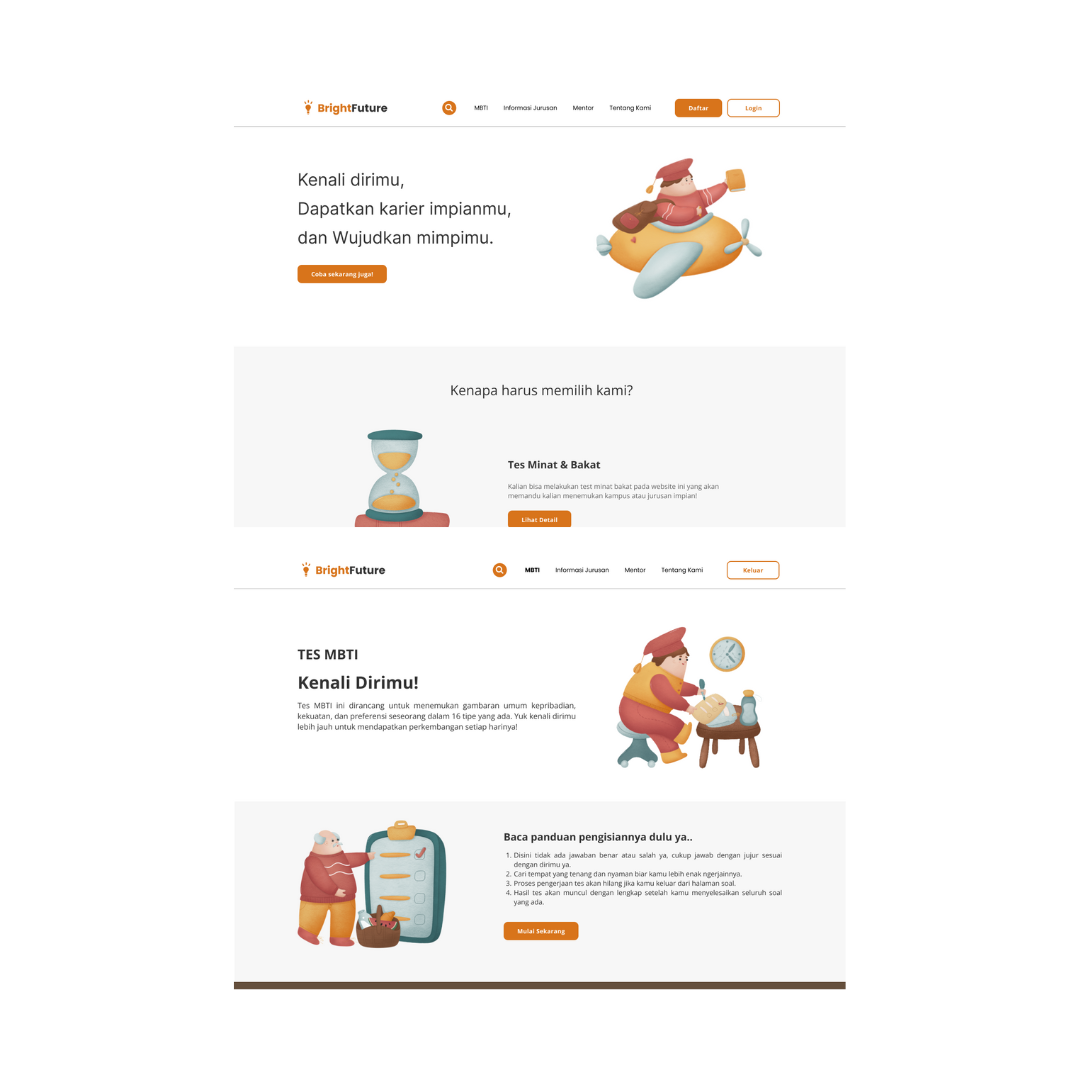 BrightFuture
MBTI
Informasi Jurusan
Mentor
Tentang Kami
Daftar
Login
Kenali dirimu,
Dapatkan karier impianmu,
dan Wujudkan mimpimu.
Coba sekarang juga!
Kenapa harus memilih kami?
Tes Minat & Bakat
Kalian bisa melakukan test minat bakat pada website ini yang akan
memandu kalian menemukan kampus atau jurusan impian!
Lihat Detail
BrightFuture
MBTI
Informasi Jurusan
Mentor
Tentang Kami
Keluar
TES MBTI
Kenali Dirimu!
Tes MBTI ini dirancang untuk menemukan gambaran umum kepribadian,
kekuatan, dan preferensi seseorang dalam 16 tipe yang ada. Yuk kenali dirimu
lebih jauh untuk mendapatkan perkembangan setiap harinya!
Baca panduan pengisiannya dulu ya..
1. Disini tidak ada jawaban benar atau salah ya, cukup jawab dengan jujur sesuai
dengan dirimu ya.
2. Cari tempat yang tenang dan nyaman biar kamu lebih enak ngerjainnya.
3. Proses pengerjaan tes akan hilang jika kamu keluar dari halaman soal.
4. Hasil tes akan muncul dengan lengkap setelah kamu menyelesaikan seluruh soal
yang ada.
Mulai Sekarang